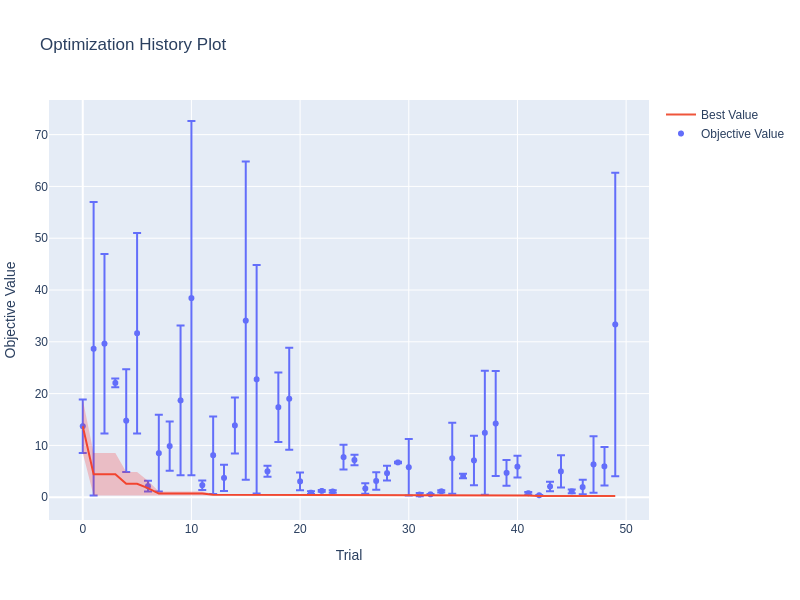 Optimization History Plot
Best Value
Objective Value
70
60
50
40
30
20
10
0
Objective Value
0 10 20 30 40 50
Trial